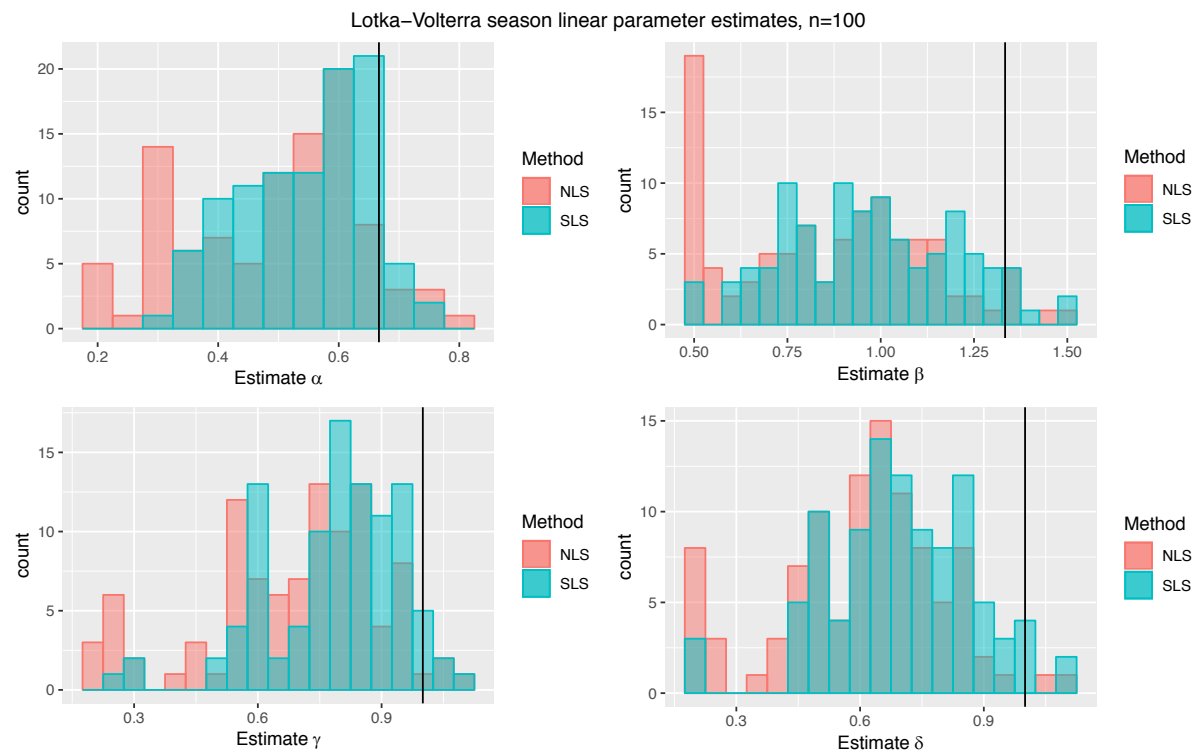 Lotka−Volterra season linear parameter estimates, n=100
20
15
10
5
0
count
0.2 0.4 0.6 0.8
Estimate α
Method
NLS
SLS
15
10
5
0
count
0.50 0.75 1.00 1.25 1.50
Estimate β
Method
NLS
SLS
15
10
5
0
count
0.3 0.6 0.9
Estimate γ
Method
NLS
SLS
15
10
5
0
count
0.3 0.6 0.9
Estimate δ
Method
NLS
SLS